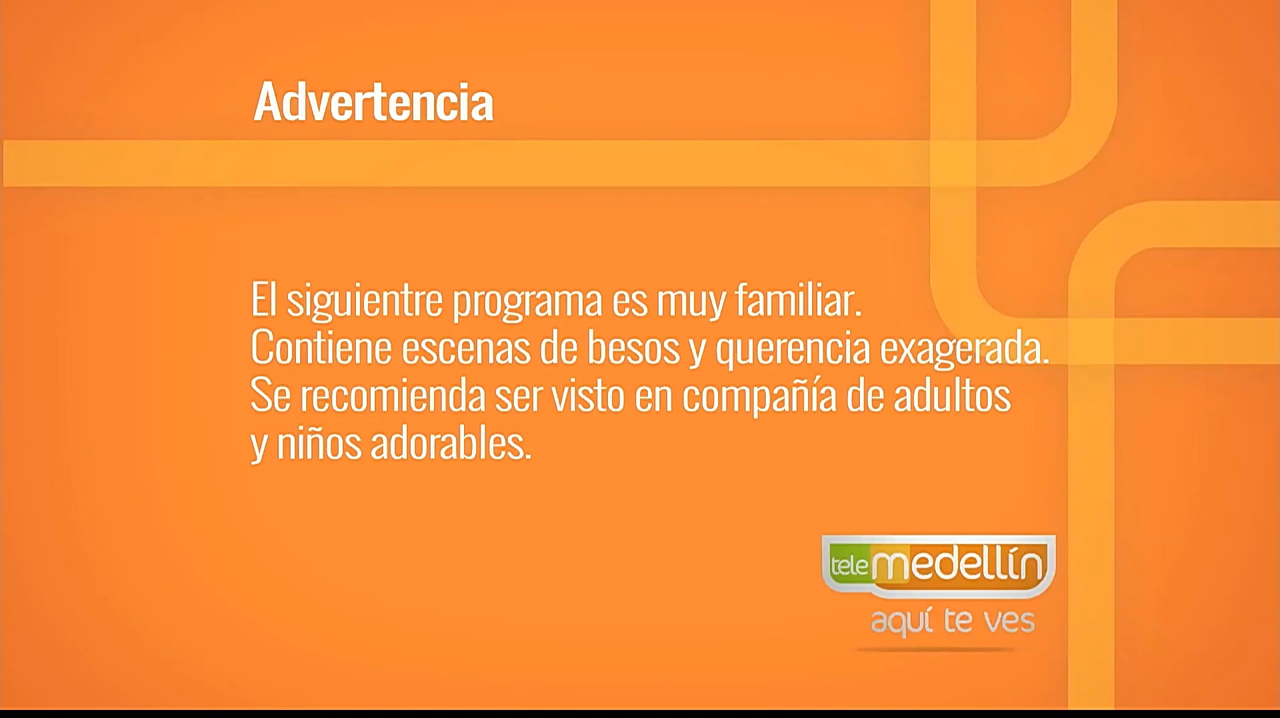 Advertencia
El siguientre programa es muy familiar.
Contiene escenas de besos y querencia exagerada.
Se recomienda ser visto en compañía de adultos
y niños adorables.
tele medellín
aquí te ves